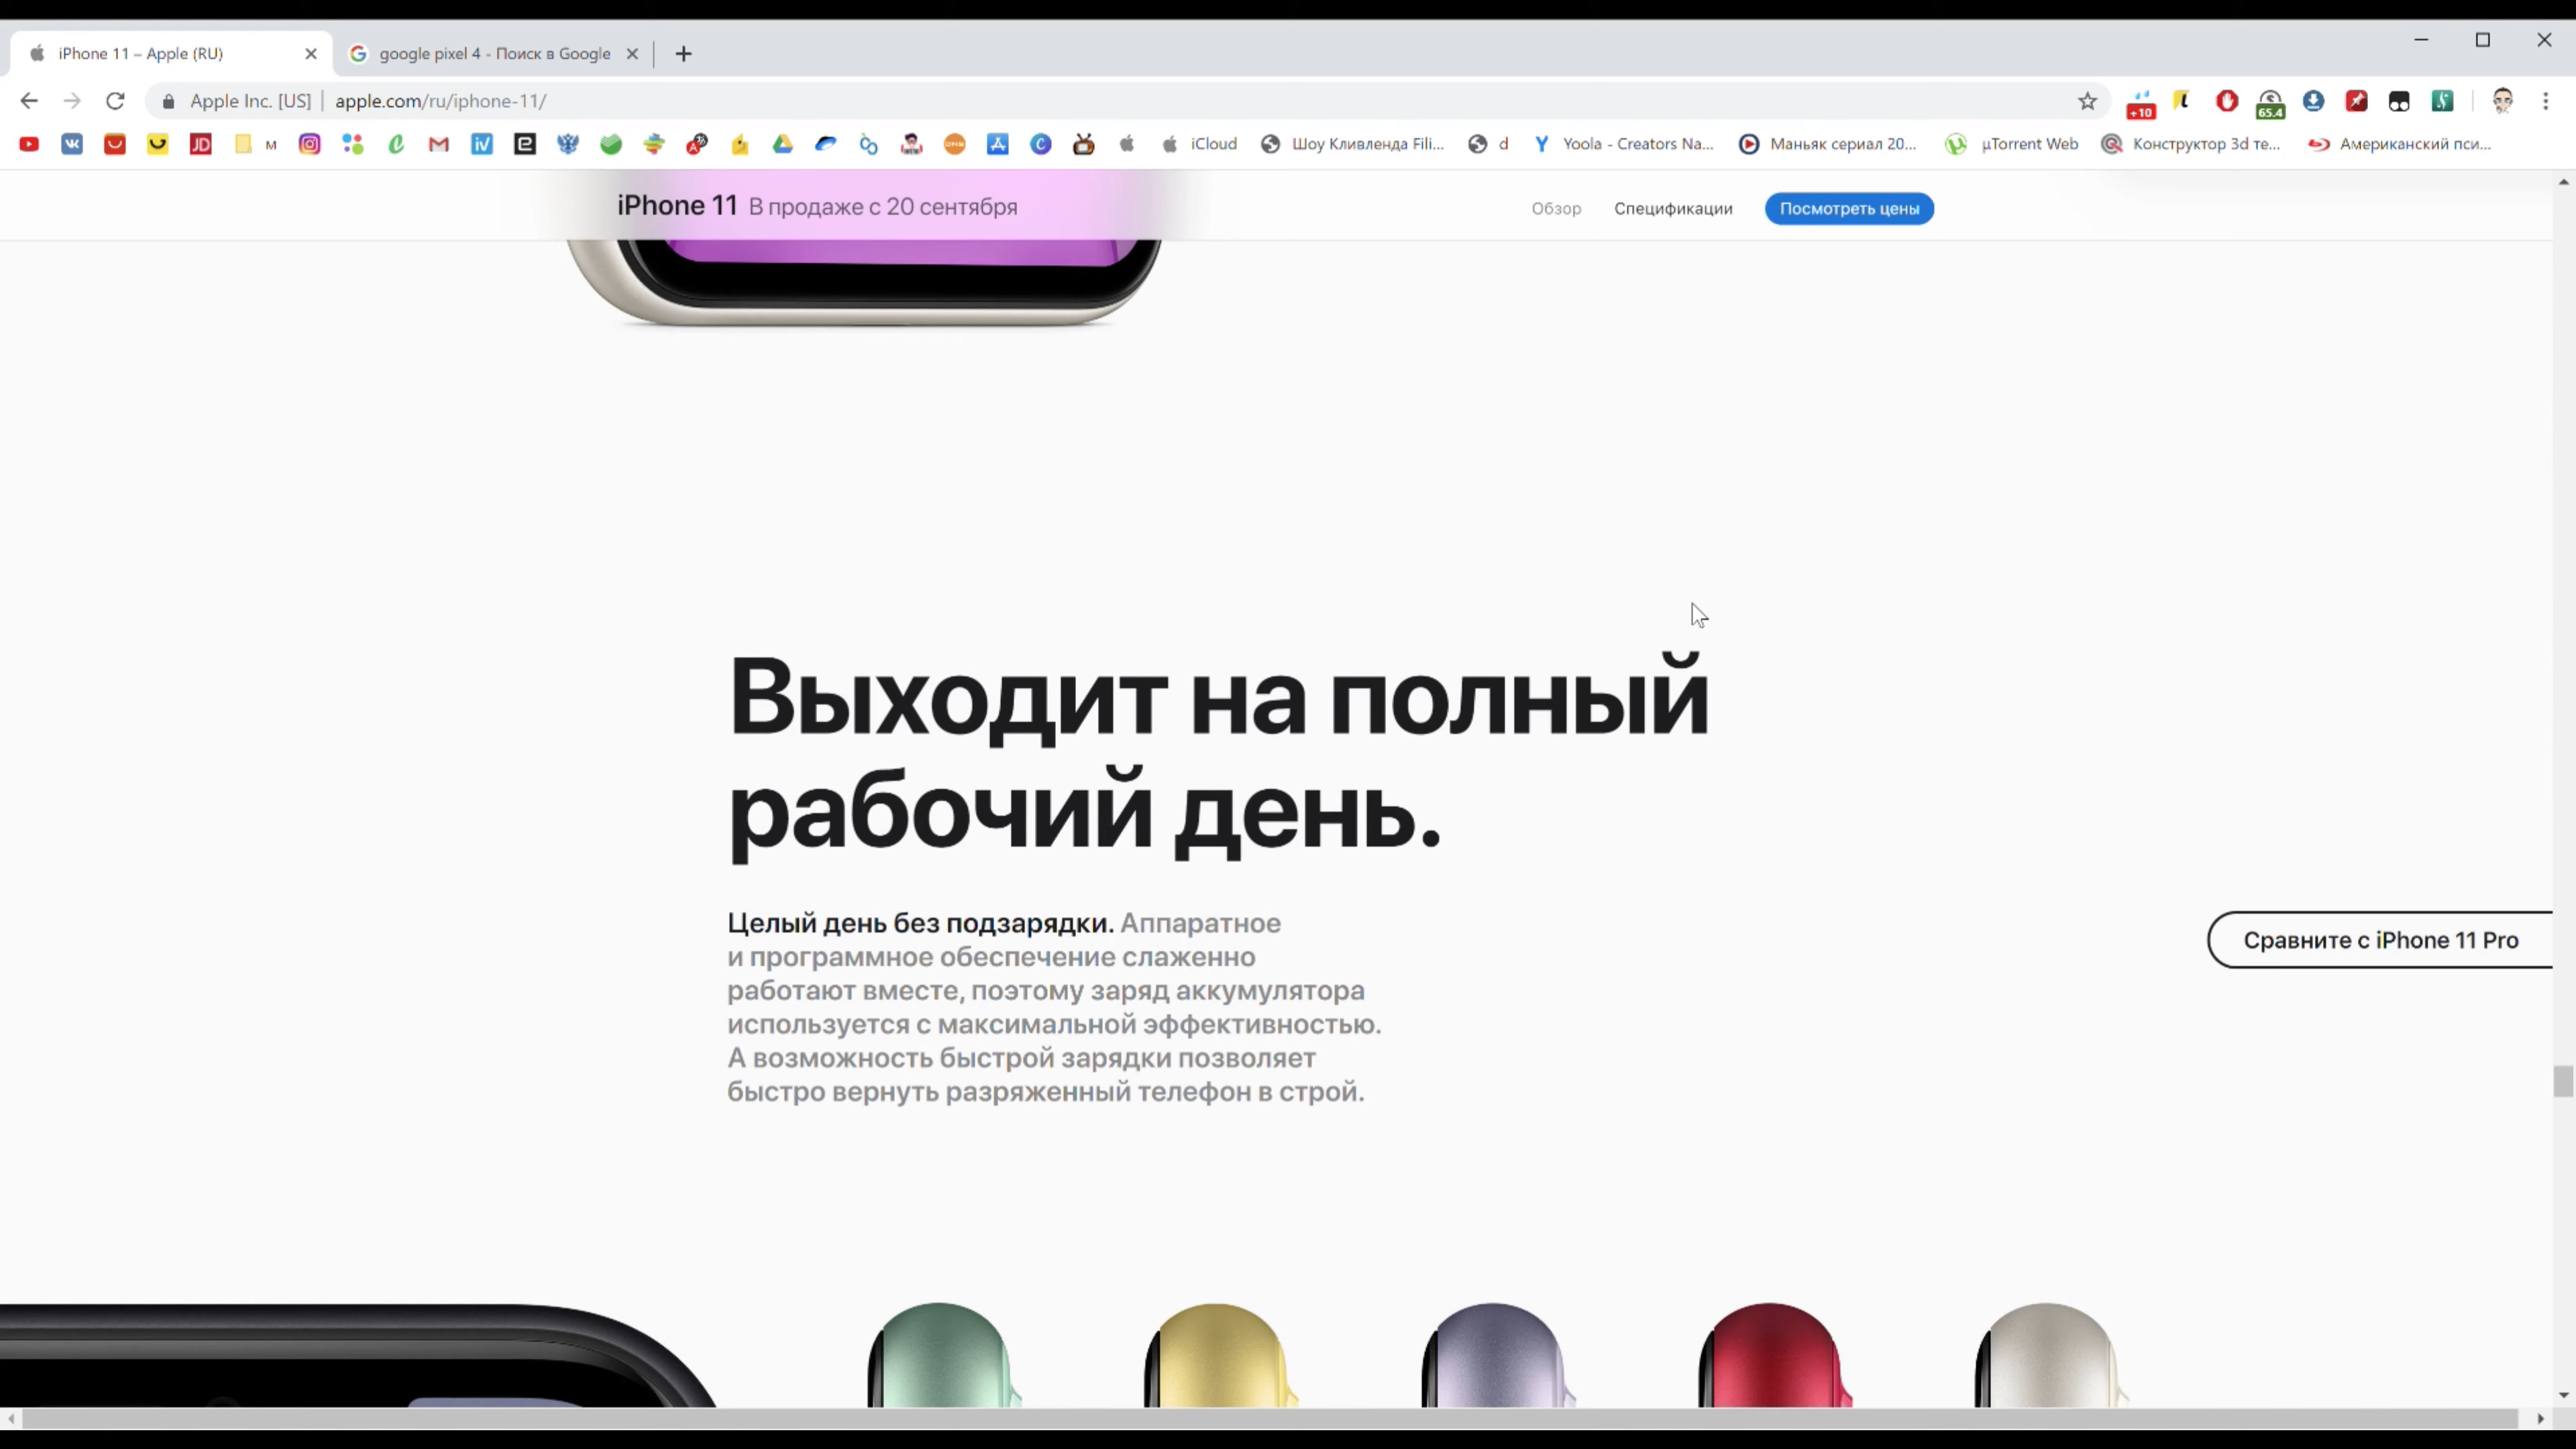 iPhone 11 – Apple (RU)
google pixel 4 - Поиск в Google
Apple Inc. [US]
apple.com/ru/iphone-11/
+10
65.4
JD
м
iCloud
Шоу Кливленда Fili...
d
Yoola - Creators Na...
Маньяк сериал 20...
µTorrent Web
Конструктор 3d те...
Американский пси...
iPhone 11 В продаже с 20 сентября
Обзор
Спецификации
Посмотреть цены
Выходит на полный
рабочий день.
Целый день без подзарядки. Аппаратное
и программное обеспечение слаженно
работают вместе, поэтому заряд аккумулятора
используется с максимальной эффективностью.
А возможность быстрой зарядки позволяет
быстро вернуть разряженный телефон в строй.
Сравните с iPhone 11 Pro